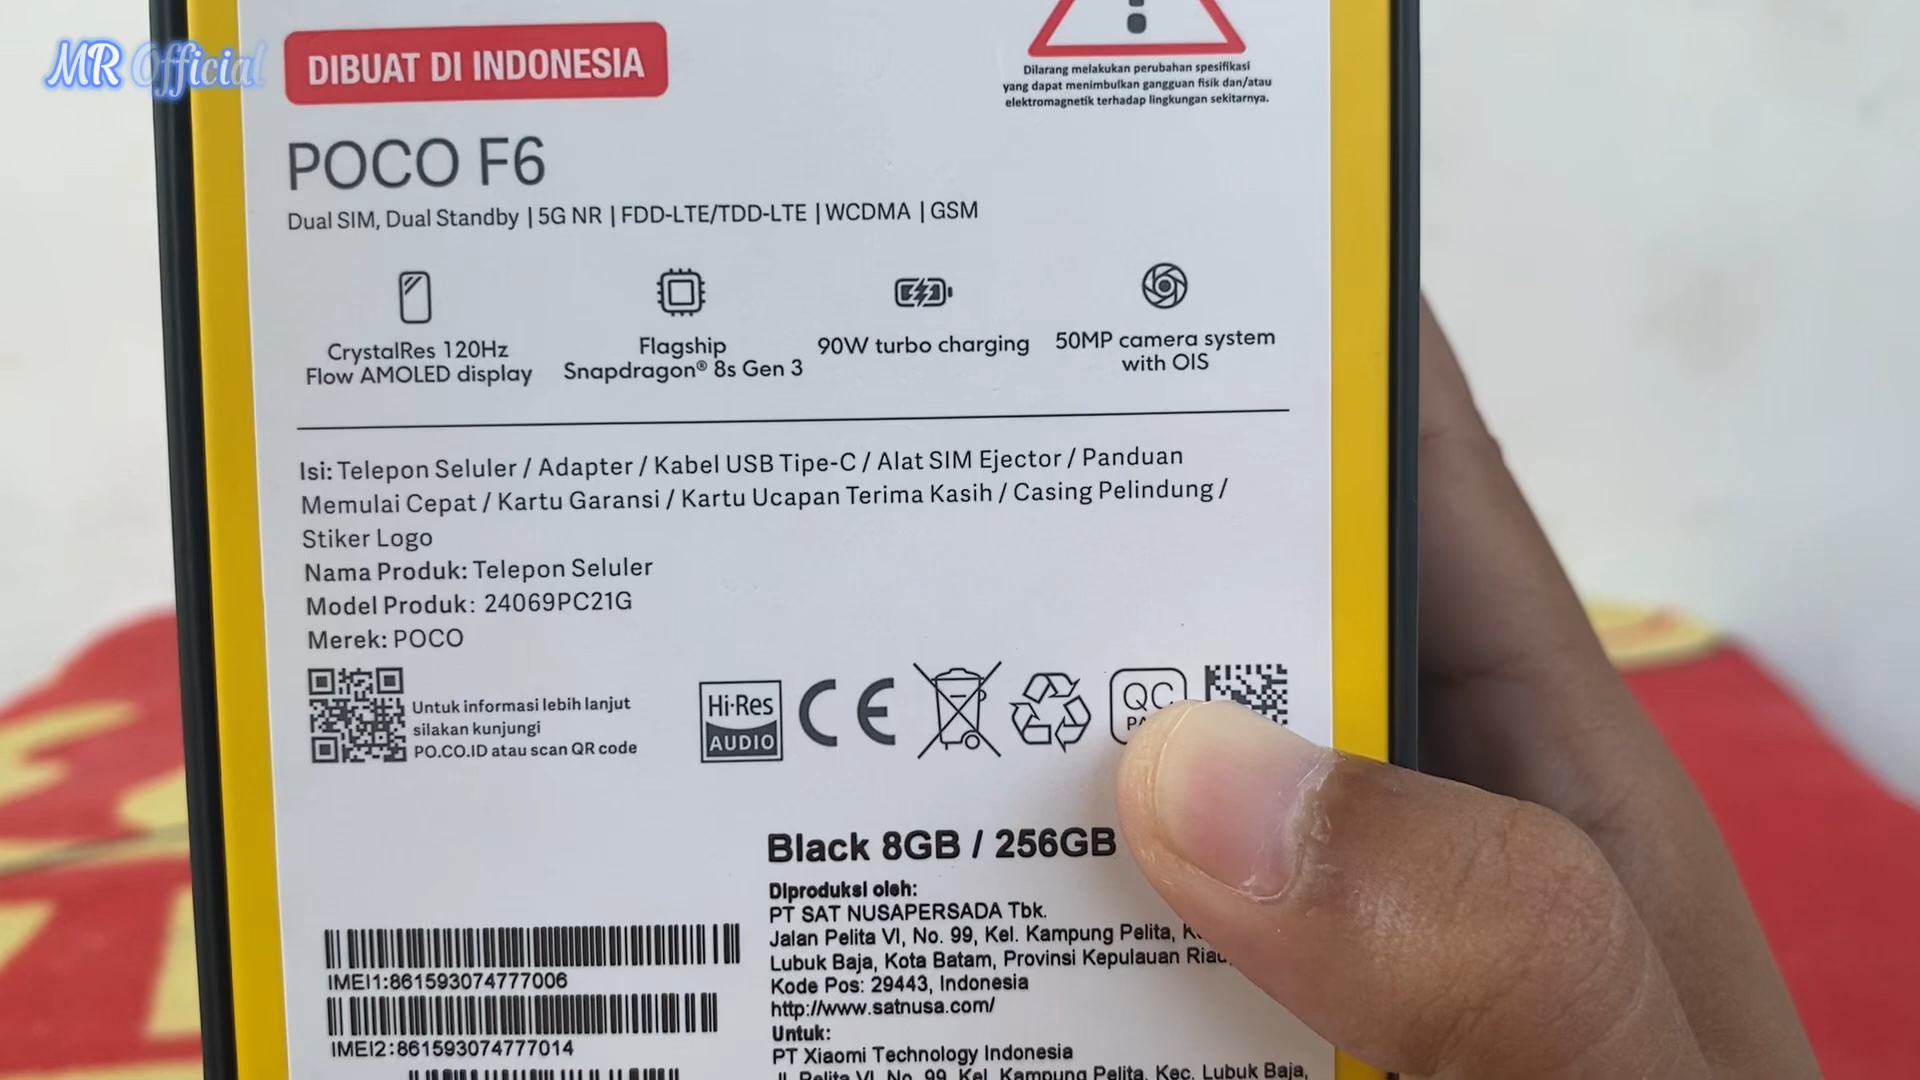 MR Official
DIBUAT DI INDONESIA
Dilarang melakukan perubahan spesifikasi
yang dapat menimbulkan gangguan fisik dan/atau
elektromagnetik terhadap lingkungan sekitarnya.
POCO F6
Dual SIM, Dual Standby | 5G NR | FDD-LTE/TDD-LTE | WCDMA | GSM
CrystalRes 120Hz
Flow AMOLED display
Flagship
Snapdragon® 8s Gen 3
90W turbo charging
50MP camera system
with OIS
Isi: Telepon Seluler / Adapter / Kabel USB Tipe-C / Alat SIM Ejector / Panduan
Memulai Cepat / Kartu Garansi / Kartu Ucapan Terima Kasih / Casing Pelindung /
Stiker Logo
Nama Produk: Telepon Seluler
Model Produk: 24069PC21G
Merek: POCO
Untuk informasi lebih lanjut
silakan kunjungi
PO.CO.ID atau scan QR code
Hi-Res
AUDIO
CE
QC
Black 8GB / 256GB
Diproduksi oleh:
PT SAT NUSAPERSADA Tbk.
Jalan Pelita VI, No. 99, Kel. Kampung Pelita,
Lubuk Baja, Kota Batam, Provinsi Kepulauan Riau,
Kode Pos: 29443, Indonesia
http://www.satnusa.com/
Untuk:
PT Xiaomi Technology Indonesia
Jl. Pelita VI, No. 99, Kel. Kampung Pelita, Kec. Lubuk Baja,
IMEI1:861593074777006
IMEI2:861593074777014